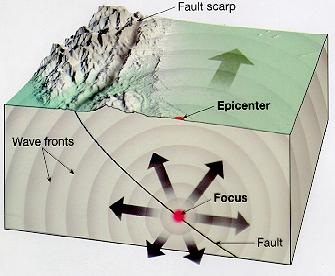 Fault scarp
Epicenter
Wave fronts
Focus
Fault